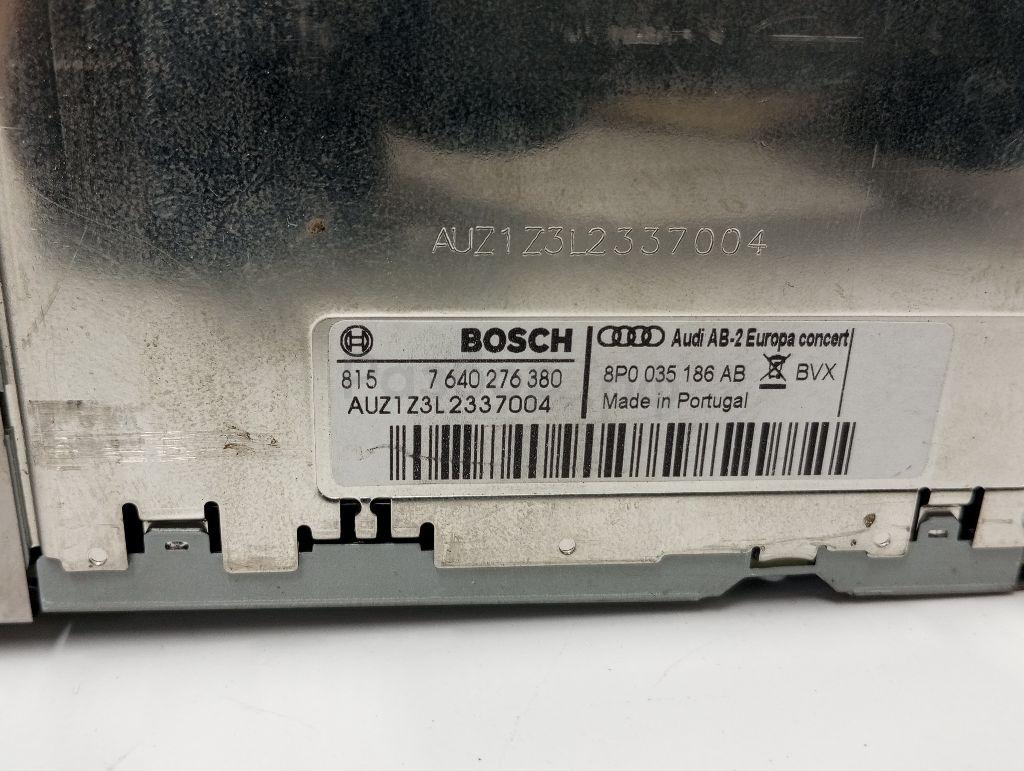 AUZ1Z3L2337004
BOSCH
815 7 640 276 380
AUZ1Z3L2337004
Audi AB-2 Europa concert
8P0 035 186 AB BVX
Made in Portugal